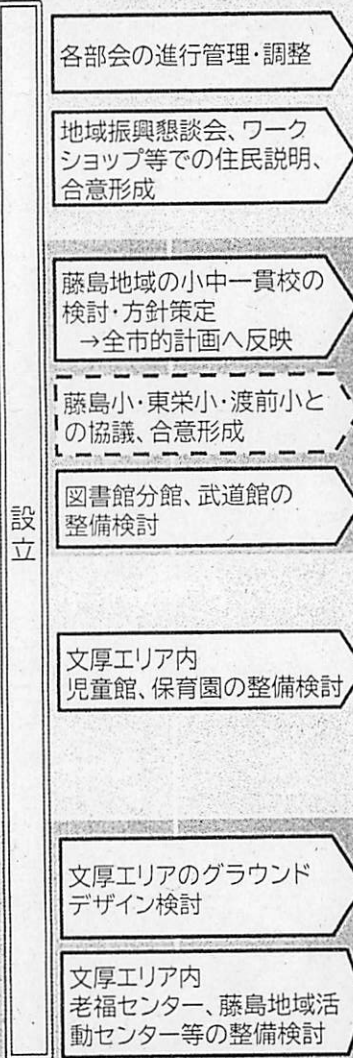 設立
各部会の進行管理・調整
地域振興懇談会、ワーク
ショップ等での住民説明、
合意形成
藤島地域の小中一貫校の
検討・方針策定
→全市的計画へ反映
藤島小・東栄小・渡前小と
の協議、合意形成
図書館分館、武道館の
整備検討
文厚エリア内
児童館、保育園の整備検討
文厚エリアのグラウンド
デザイン検討
文厚エリア内
老福センター、藤島地域活
動センター等の整備検討